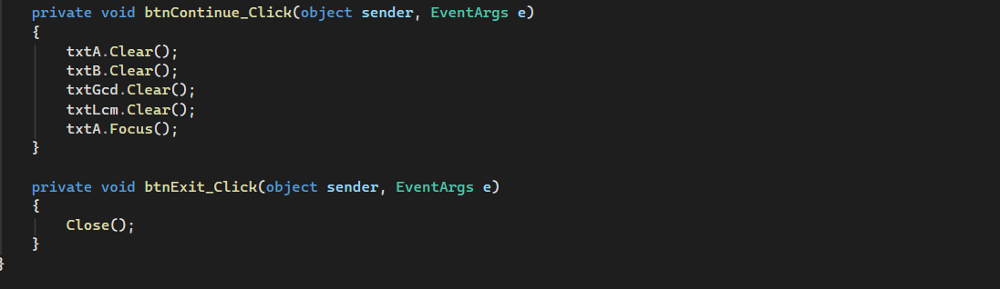 private void btnContinue_Click(object sender, EventArgs e)
{
txtA.Clear();
txtB.Clear();
txtGcd.Clear();
txtLcm.Clear();
txtA.Focus();
}
private void btnExit_Click(object sender, EventArgs e)
{
Close();
}
}